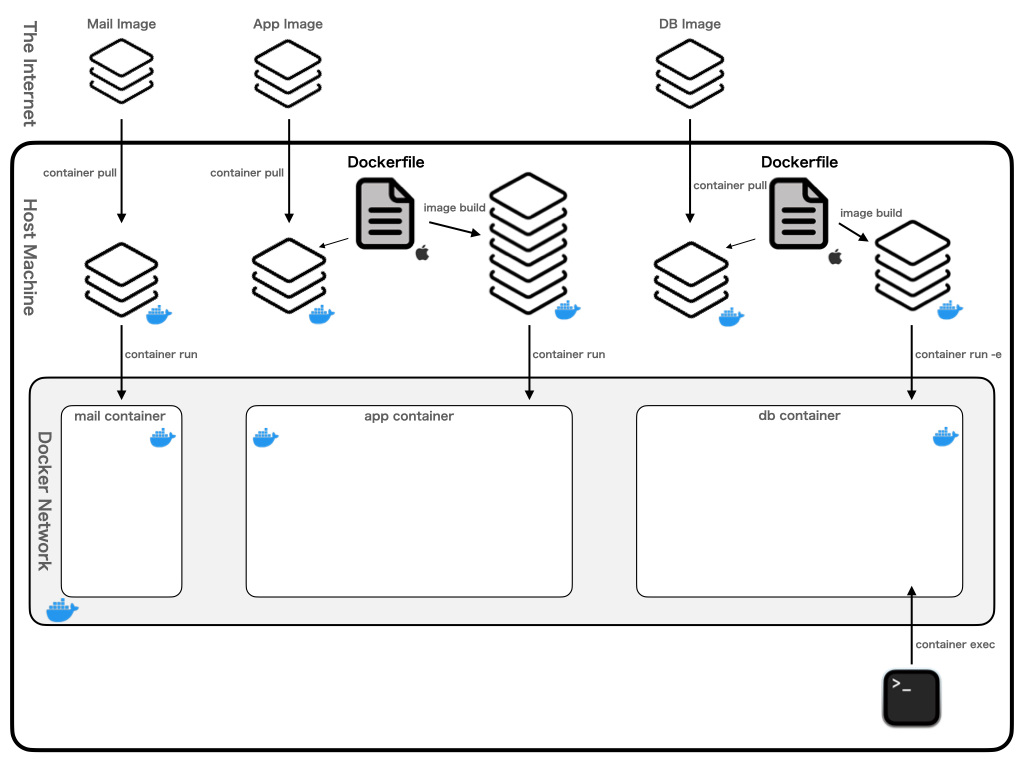 The Internet
Mail Image
App Image
DB Image
Host Machine
container pull
container pull
Dockerfile
image build
container pull
Dockerfile
image build
container run
container run
container run -e
Docker Network
mail container
app container
db container
container exec
>_